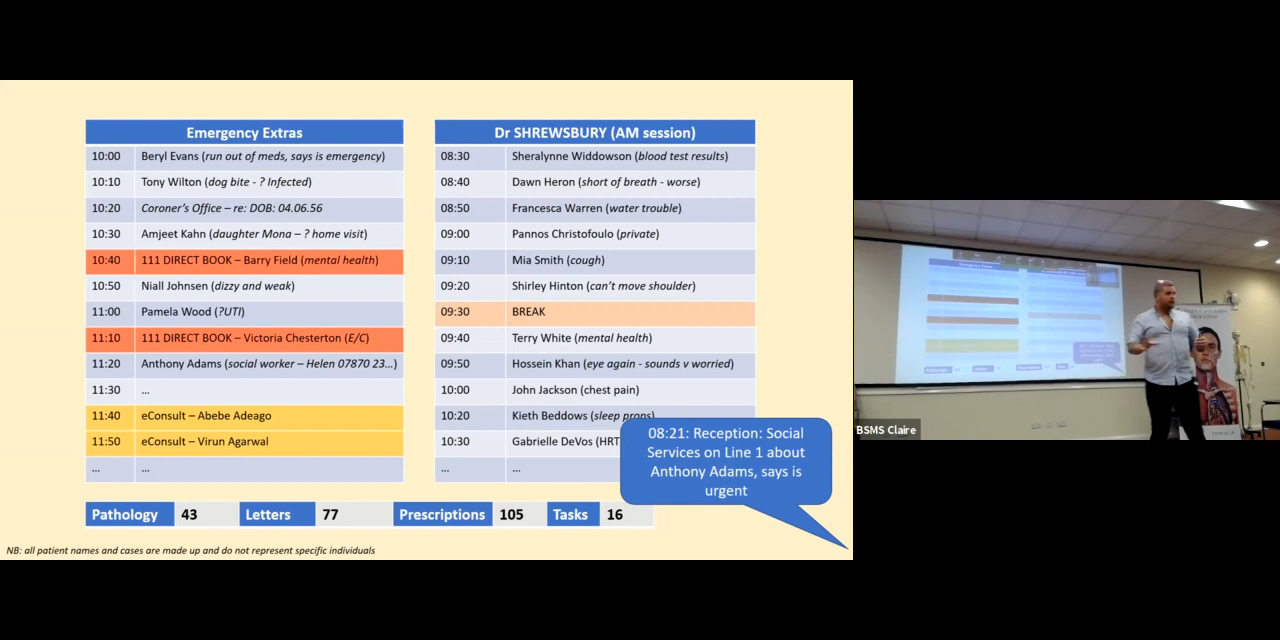 Emergency Extras
10:00 Beryl Evans (run out of meds, says is emergency)
10:10 Tony Wilton (dog bite - ? Infected)
10:20 Coroner's Office – re: DOB: 04.06.56
10:30 Amjeet Kahn (daughter Mona – ? home visit)
10:40 111 DIRECT BOOK – Barry Field (mental health)
10:50 Niall Johnsen (dizzy and weak)
11:00 Pamela Wood (?UTI)
11:10 111 DIRECT BOOK – Victoria Chesterton (E/C)
11:20 Anthony Adams (social worker – Helen 07870 23...)
11:30 ...
11:40 eConsult – Abebe Adeago
11:50 eConsult – Virun Agarwal
... ...
Dr SHREWSBURY (AM session)
08:30 Sheralynne Widdowson (blood test results)
08:40 Dawn Heron (short of breath - worse)
08:50 Francesca Warren (water trouble)
09:00 Pannos Christofoulo (private)
09:10 Mia Smith (cough)
09:20 Shirley Hinton (can't move shoulder)
09:30 BREAK
09:40 Terry White (mental health)
09:50 Hossein Khan (eye again - sounds v worried)
10:00 John Jackson (chest pain)
10:20 Kieth Beddows (sleep props)
10:30 Gabrielle DeVos (HRT
... ...
08:21: Reception: Social
Services on Line 1 about
Anthony Adams, says is
urgent
Pathology 43 Letters 77 Prescriptions 105 Tasks 16
NB: all patient names and cases are made up and do not represent specific individuals
BSMS Claire